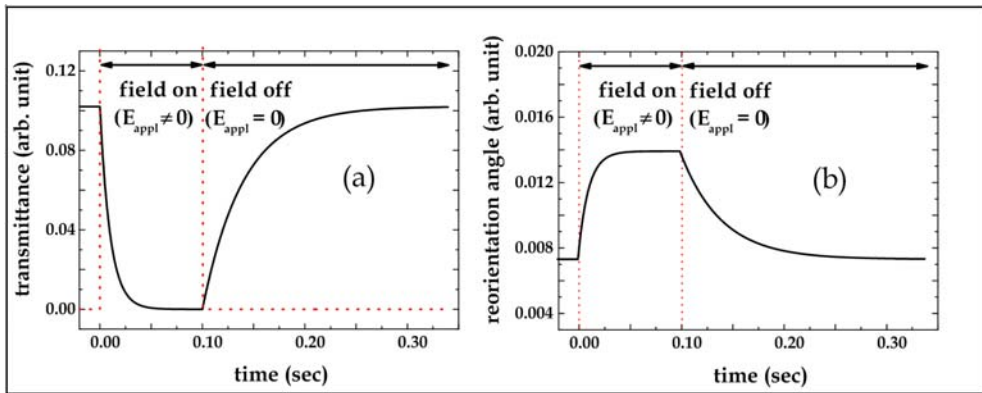 0.12
0.08
0.04
0.00
transmittance (arb. unit)
field on
(E_appl ≠ 0)
field off
(E_appl = 0)
(a)
0.00 0.10 0.20 0.30
time (sec)
0.020
0.016
0.012
0.008
0.004
reorientation angle (arb. unit)
field on
(E_appl ≠ 0)
field off
(E_appl = 0)
(b)
0.00 0.10 0.20 0.30
time (sec)